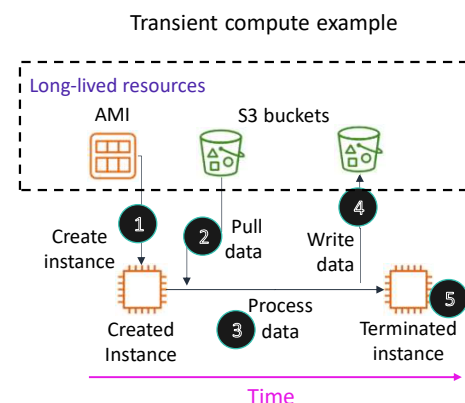 Transient compute example
Long-lived resources
AMI
S3 buckets
1
Create
instance
2
Pull
data
4
Write
data
Created
Instance
3
Process
data
5
Terminated
instance
Time